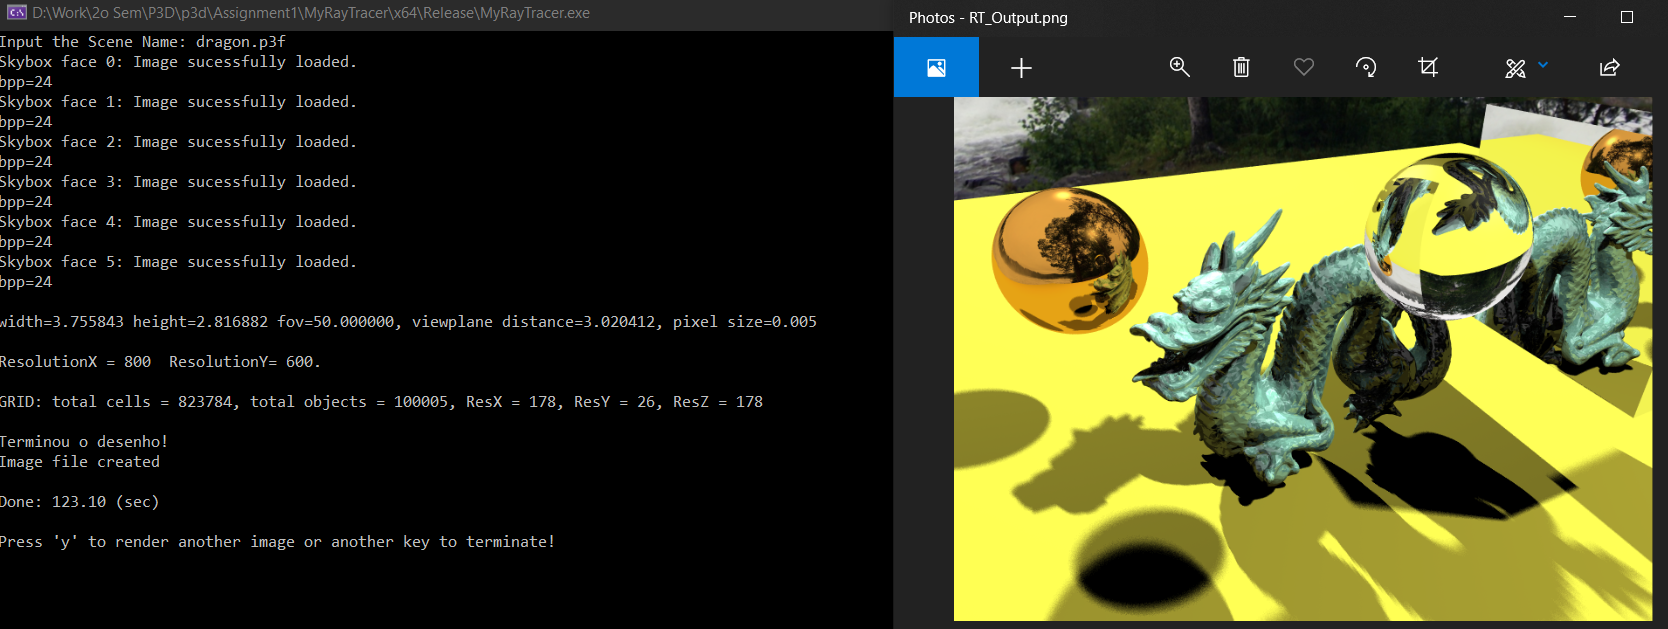 D:\Work\2o Sem\P3D\p3d\Assignment1\MyRayTracer\x64\Release\MyRayTracer.exe
Input the Scene Name: dragon.p3f
Skybox face 0: Image sucessfully loaded.
bpp=24
Skybox face 1: Image sucessfully loaded.
bpp=24
Skybox face 2: Image sucessfully loaded.
bpp=24
Skybox face 3: Image sucessfully loaded.
bpp=24
Skybox face 4: Image sucessfully loaded.
bpp=24
Skybox face 5: Image sucessfully loaded.
bpp=24
width=3.755843 height=2.816882 fov=50.000000, viewplane distance=3.020412, pixel size=0.005
ResolutionX = 800  ResolutionY= 600.
GRID: total cells = 823784, total objects = 100005, ResX = 178, ResY = 26, ResZ = 178
Terminou o desenho!
Image file created
Done: 123.10 (sec)
Press 'y' to render another image or another key to terminate!
Photos - RT_Output.png